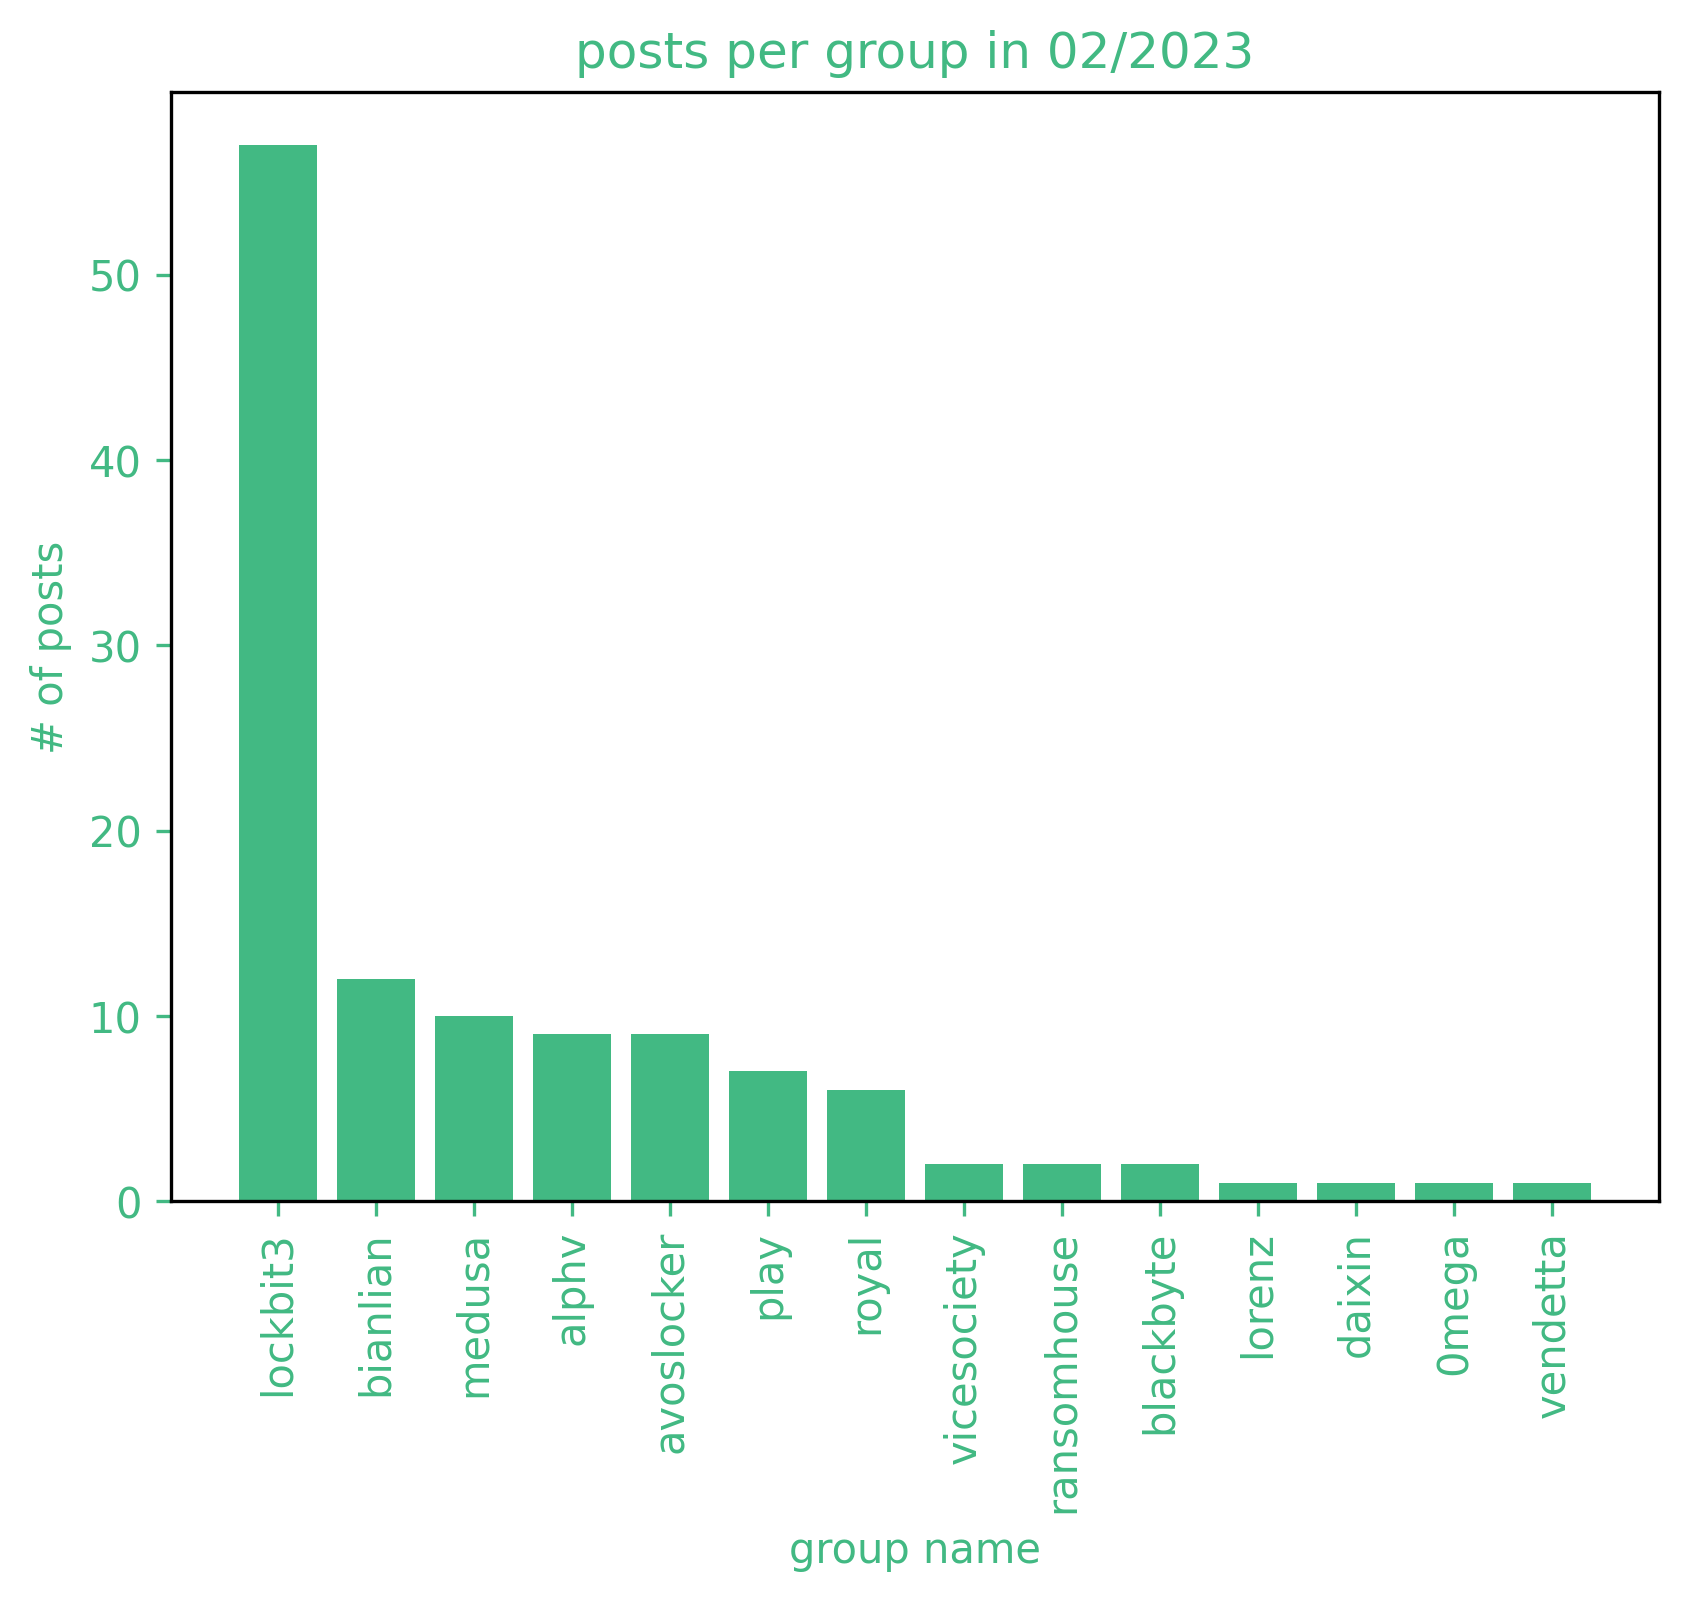 posts per group in 02/2023
# of posts
50
40
30
20
10
0
lockbit3
bianlian
medusa
alphv
avoslocker
play
royal
vicesociety
ransomhouse
blackbyte
lorenz
daixin
0mega
vendetta
group name